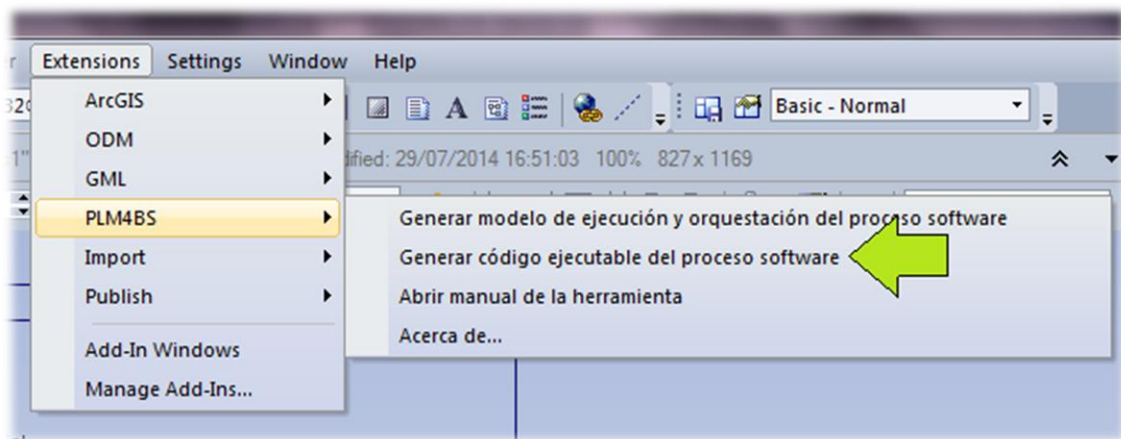 Extensions Settings Window Help
ArcGIS
Basic - Normal
ODM
ified: 29/07/2014 16:51:03 100% 827 x 1169
GML
PLM4BS
Generar modelo de ejecución y orquestación del proceso software
Import
Generar código ejecutable del proceso software
Publish
Abrir manual de la herramienta
Acerca de...
Add-In Windows
Manage Add-Ins...